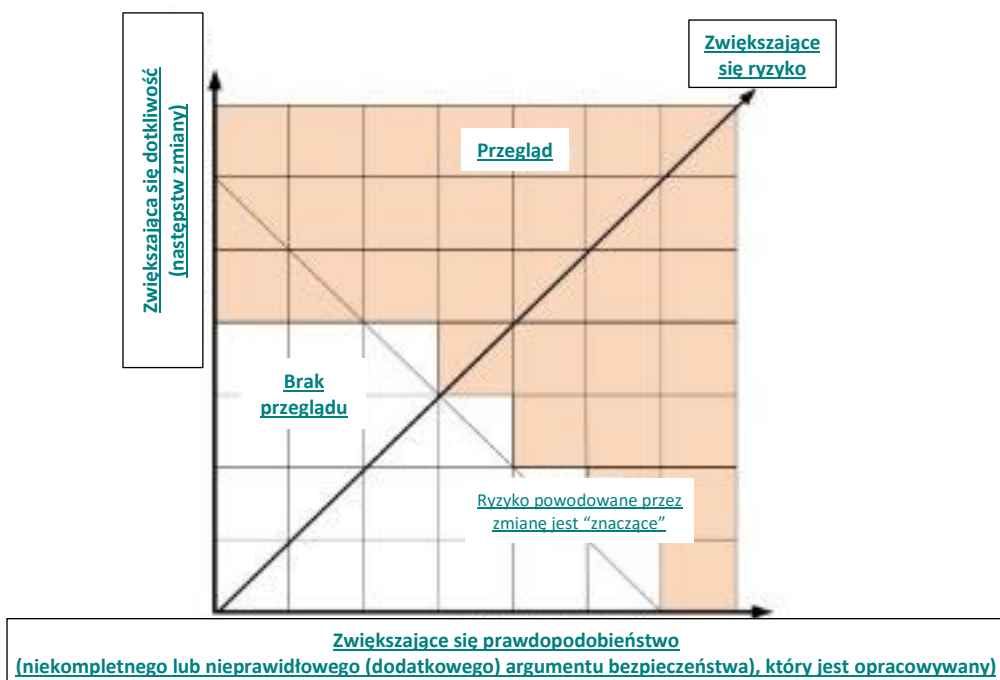 Zwiększająca się dotkliwość
(następstw zmiany)
Zwiększające
się ryzyko
Przegląd
Brak
przeglądu
Ryzyko powodowane przez
zmianę jest “znaczące”
Zwiększające się prawdopodobieństwo
(niekompletnego lub nieprawidłowego (dodatkowego) argumentu bezpieczeństwa), który jest opracowywany)